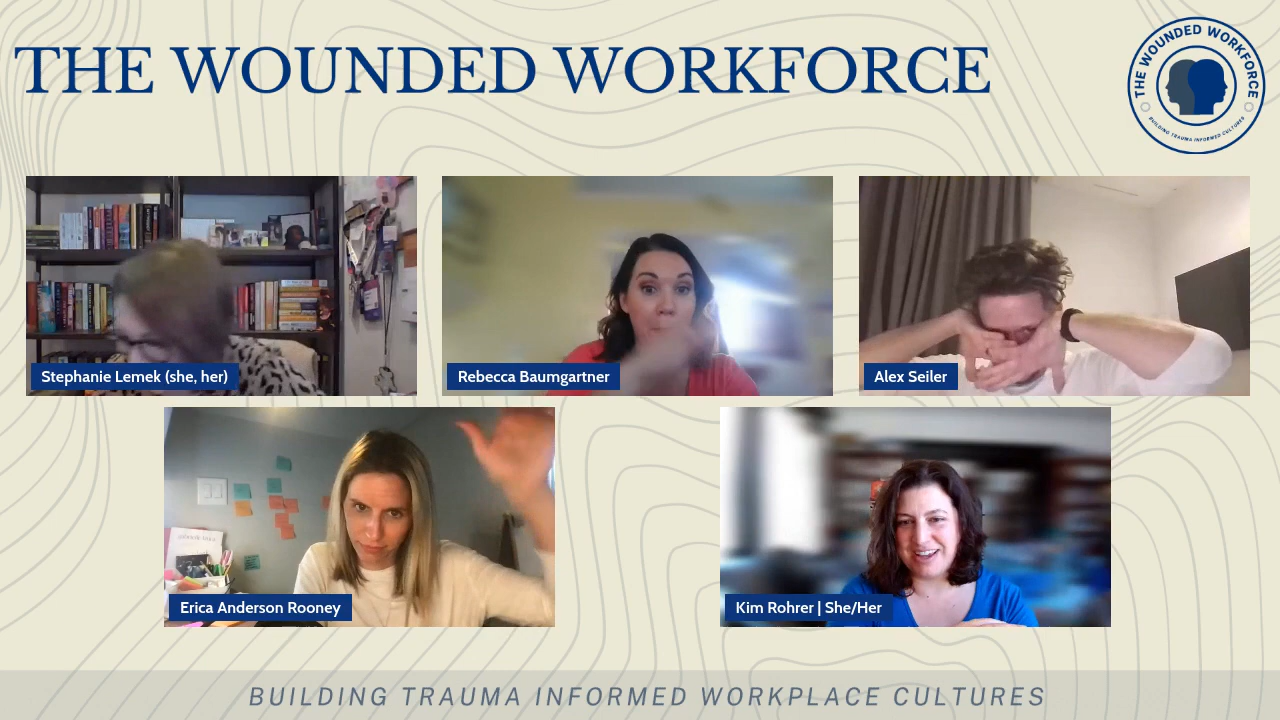 THE WOUNDED WORKFORCE
THE WOUNDED WORKFORCE
BUILDING TRAUMA INFORMED CULTURES
Stephanie Lemek (she, her)
Rebecca Baumgartner
Alex Seiler
Erica Anderson Rooney
Kim Rohrer | She/Her
BUILDING TRAUMA INFORMED WORKPLACE CULTURES